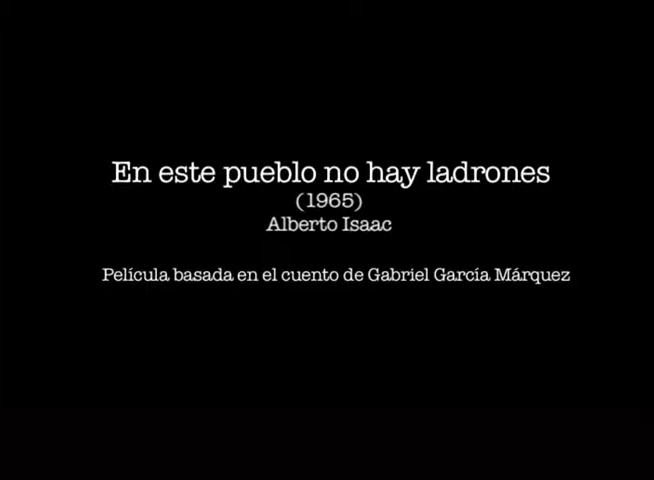 En este pueblo no hay ladrones
(1965)
Alberto Isaac
Película basada en el cuento de Gabriel García Márquez